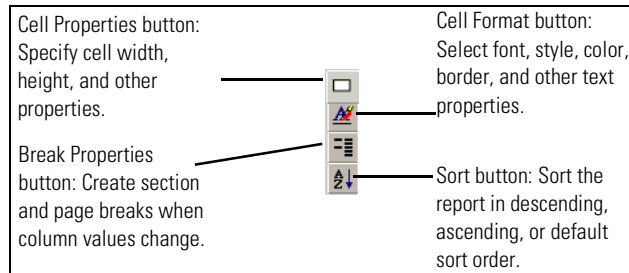 Cell Properties button:
Specify cell width,
height, and other
properties.
Break Properties
button: Create section
and page breaks when
column values change.
Cell Format button:
Select font, style, color,
border, and other text
properties.
Sort button: Sort the
report in descending,
ascending, or default
sort order.